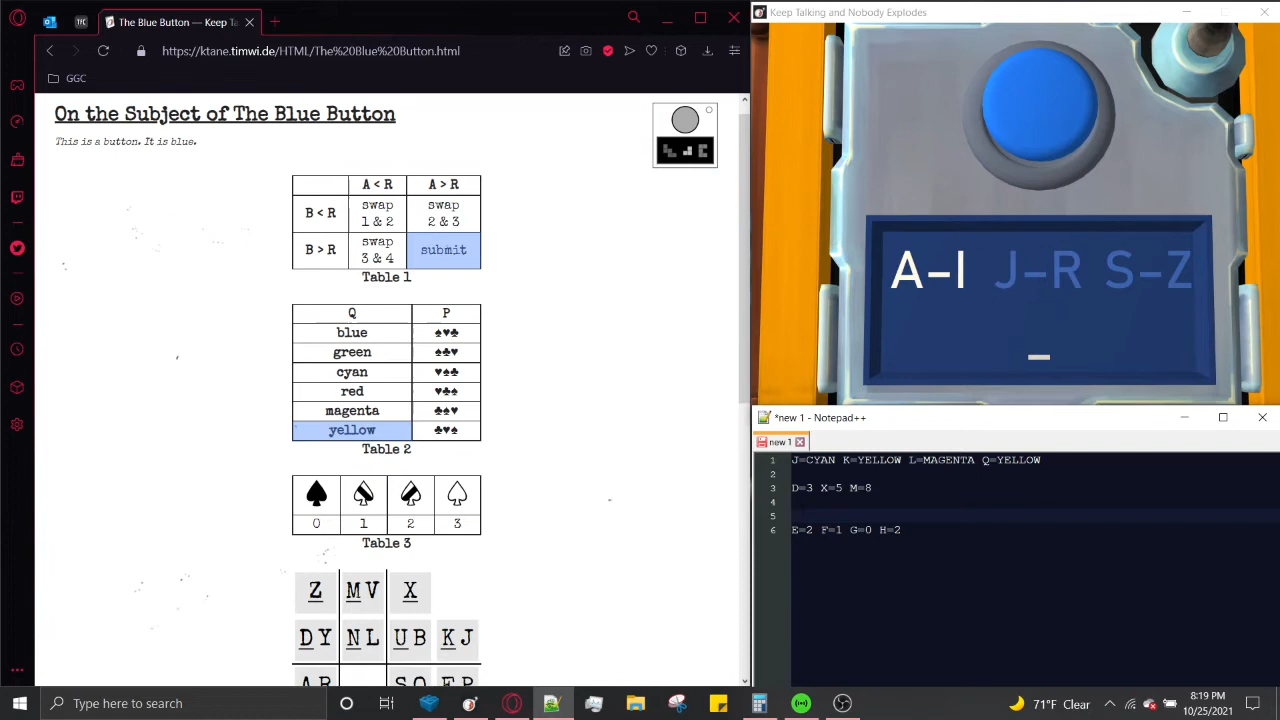 The Blue Button — Keep Ta
https://ktane.timwi.de/HTML/The%20Blue%20Button.html
GGC
On the Subject of The Blue Button
This is a button. It is blue.
A < R A > R
B < R swap 1 & 2 swap 2 & 3
B > R swap 3 & 4 submit
Table 1
Q P
blue ♠♥♣
green ♠♣♥
cyan ♥♠♣
red ♥♣♠
magenta ♣♠♥
yellow ♣♥♠
Table 2
0 1 2 3
Table 3
Z MV X
DY NL UB KJ
Keep Talking and Nobody Explodes
A–I J–R S–Z
_
*new 1 - Notepad++
new 1
1 J=CYAN K=YELLOW L=MAGENTA Q=YELLOW
2
3 D=3 X=5 M=8
4
5
6 E=2 F=1 G=0 H=2
Type here to search
71°F Clear
8:19 PM
10/25/2021